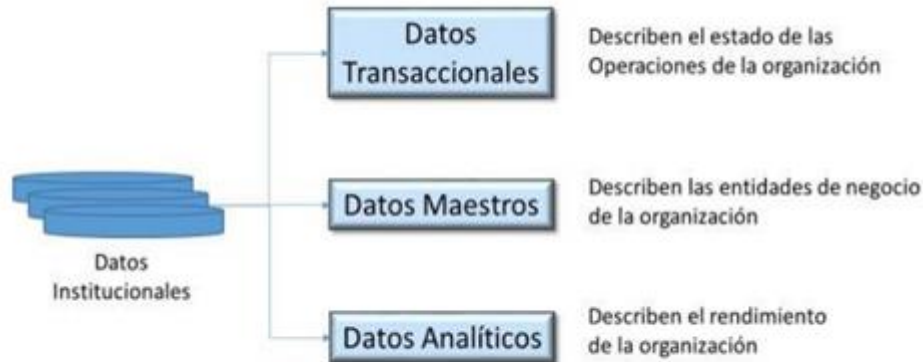 Datos
Transaccionales
Describen el estado de las
Operaciones de la organización
Datos
Institucionales
Datos Maestros
Describen las entidades de negocio
de la organización
Datos Analíticos
Describen el rendimiento
de la organización